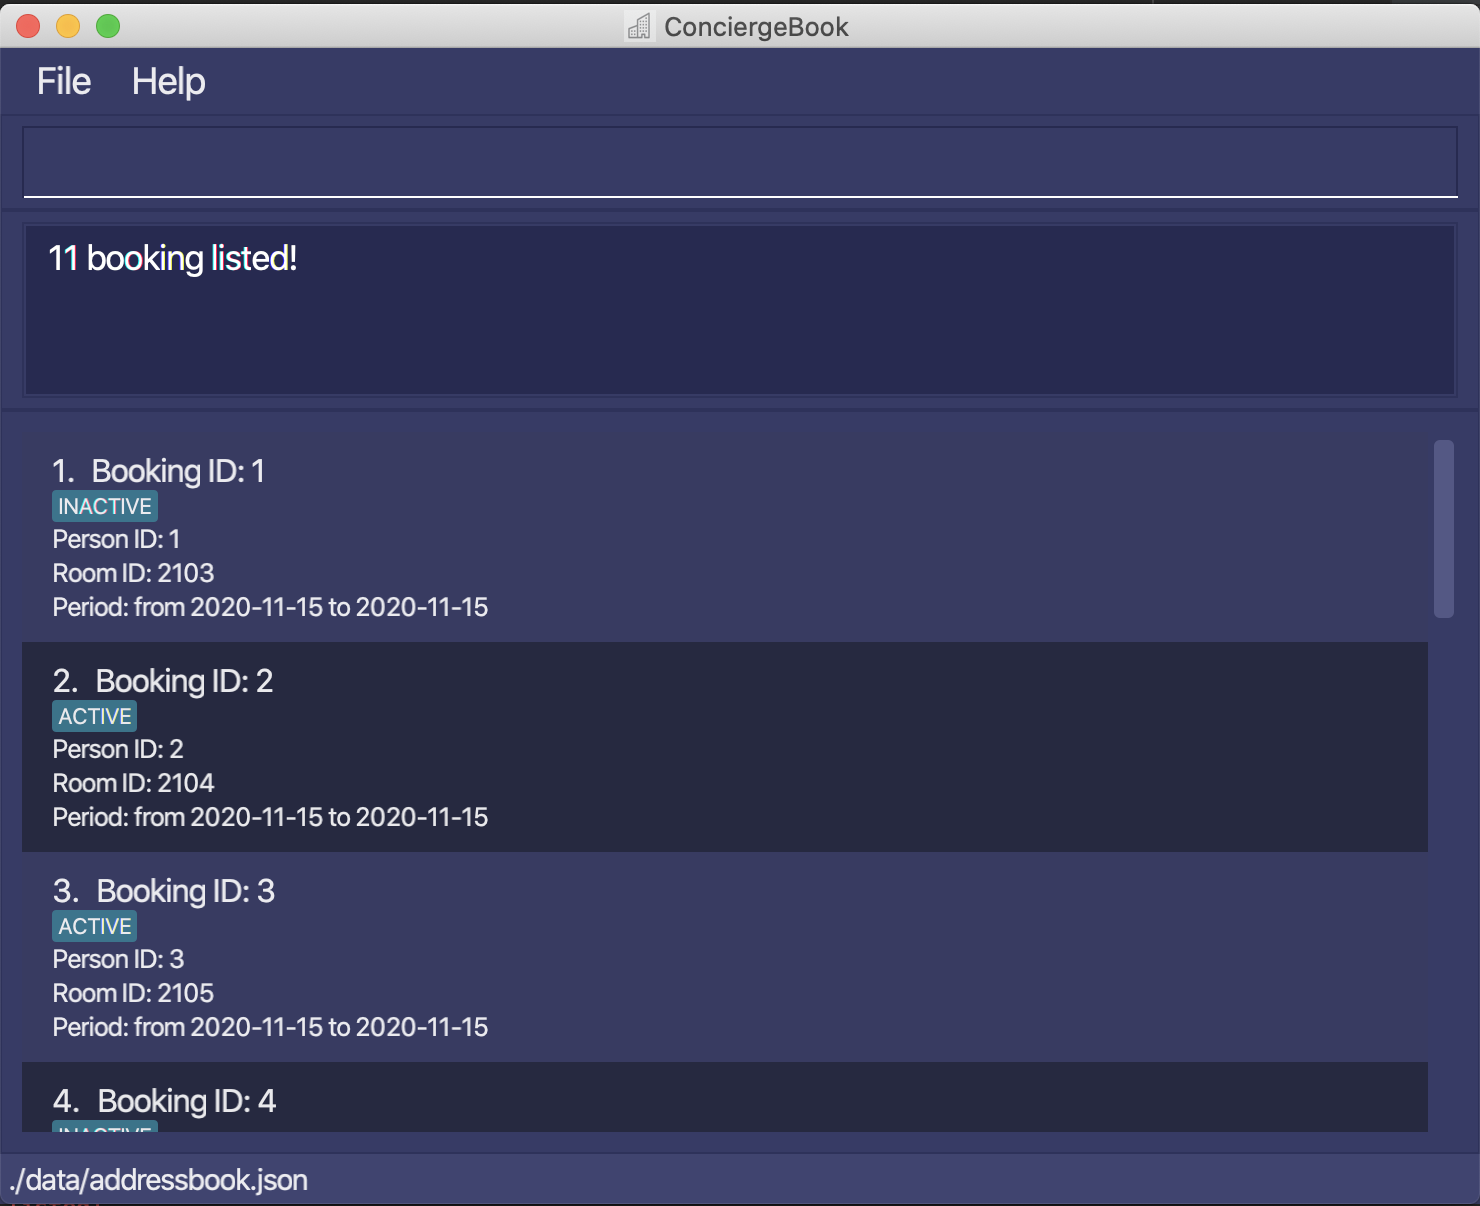 ConciergeBook
File Help
11 booking listed!
1. Booking ID: 1
INACTIVE
Person ID: 1
Room ID: 2103
Period: from 2020-11-15 to 2020-11-15
2. Booking ID: 2
ACTIVE
Person ID: 2
Room ID: 2104
Period: from 2020-11-15 to 2020-11-15
3. Booking ID: 3
ACTIVE
Person ID: 3
Room ID: 2105
Period: from 2020-11-15 to 2020-11-15
4. Booking ID: 4
INACTIVE
./data/addressbook.json